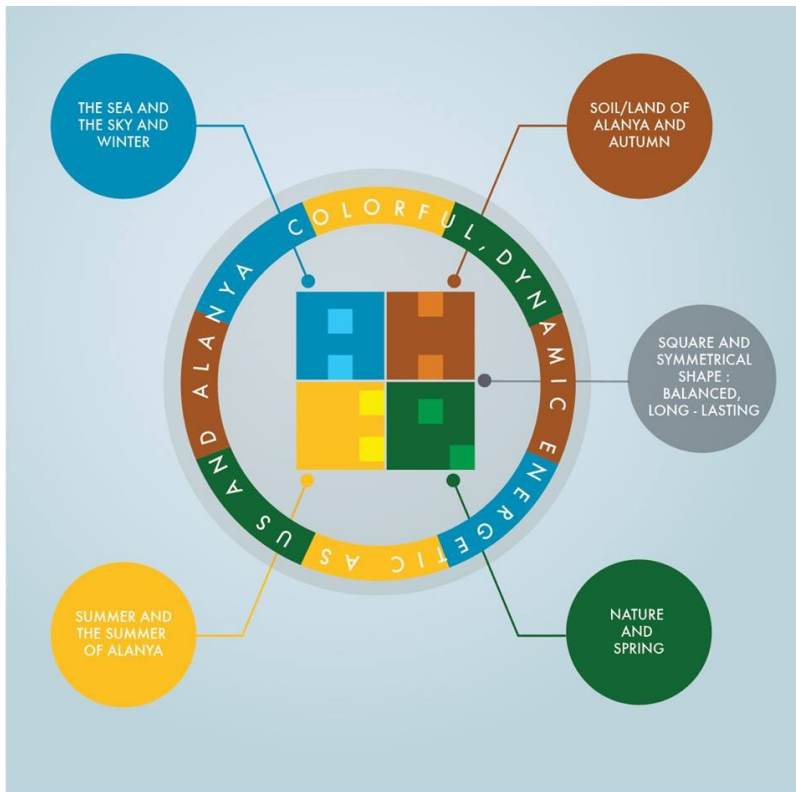 THE SEA AND
THE SKY AND
WINTER
SOIL/LAND OF
ALANYA AND
AUTUMN
COLORFUL, DYNAMIC ENERGETIC AS US AND ALANYA
SQUARE AND
SYMMETRICAL
SHAPE :
BALANCED,
LONG - LASTING
SUMMER AND
THE SUMMER
OF ALANYA
NATURE
AND
SPRING